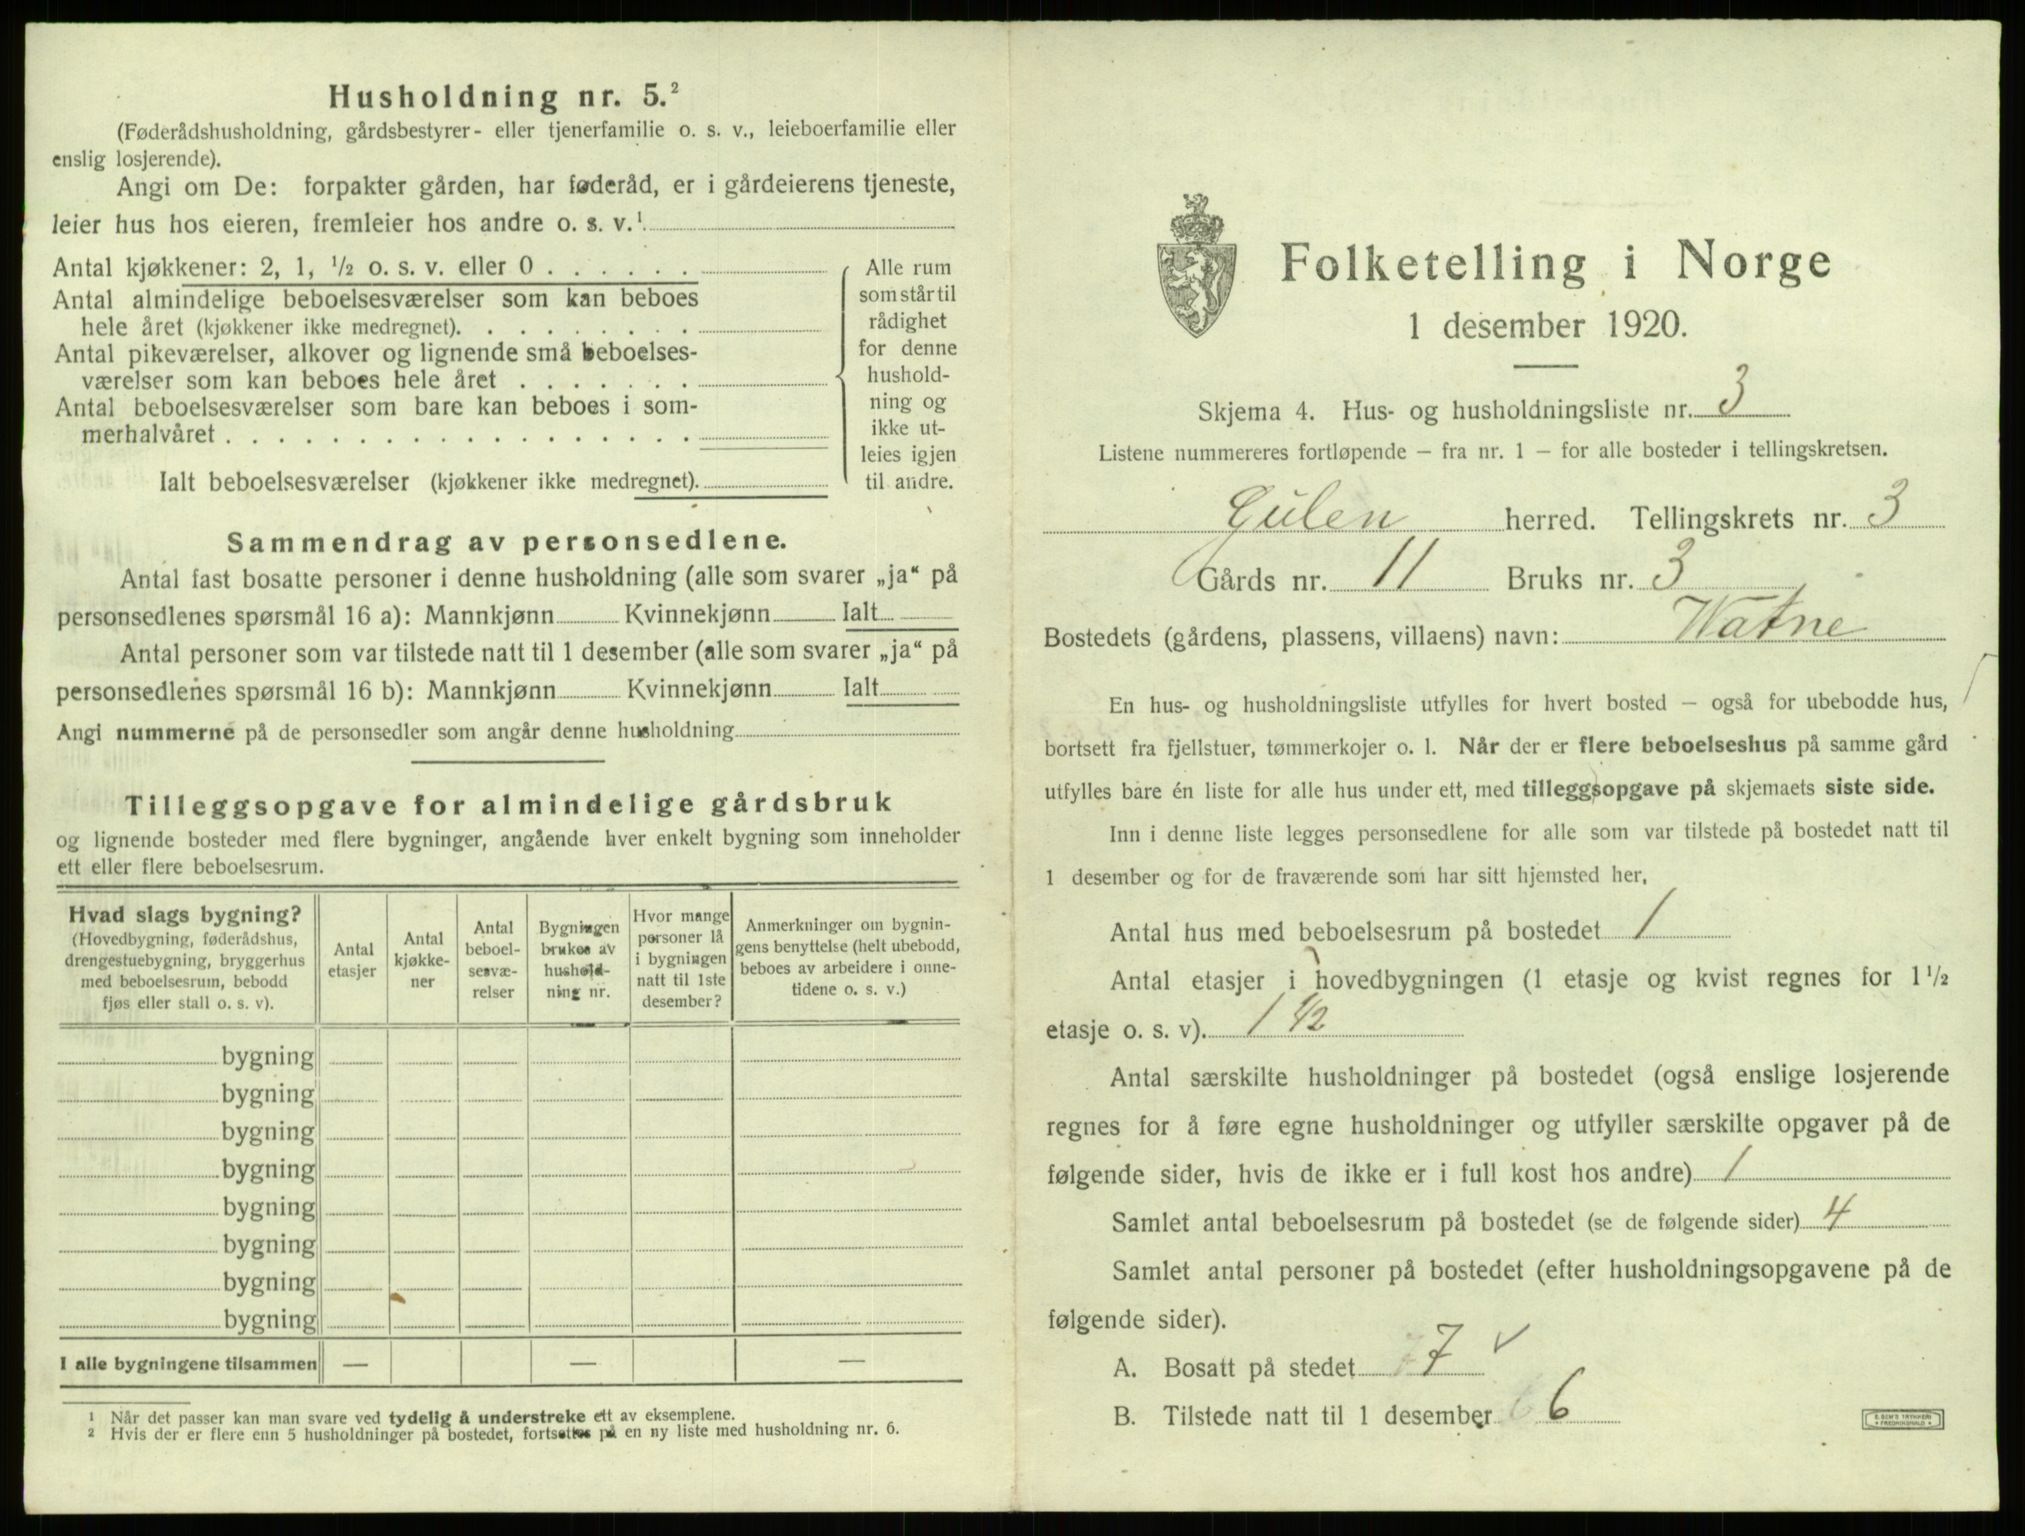 Husholdning nr. 5.²
(Føderådshusholdning, gårdsbestyrer- eller tjenerfamilie o. s. v., leieboerfamilie eller
enslig losjerende).
Angi om De: forpakter gården, har føderåd, er i gårdeierens tjeneste,
leier hus hos eieren, fremleier hos andre o. s. v.¹
Antal kjøkkener: 2, 1, ½ o. s. v. eller 0 . . . . . .
Antal almindelige beboelsesværelser som kan beboes
hele året (kjøkkener ikke medregnet). . . . . . . . .
Antal pikeværelser, alkover og lignende små beboelses-
værelser som kan beboes hele året . . . . . . .
Antal beboelsesværelser som bare kan beboes i som-
merhalvåret . . . . . . . . . . . . . . . . . .
Ialt beboelsesværelser (kjøkkener ikke medregnet).
Alle rum
som står til
rådighet
for denne
hushold-
ning og
ikke ut-
leies igjen
til andre.
Sammendrag av personsedlene.
Antal fast bosatte personer i denne husholdning (alle som svarer „ja“ på
personsedlenes spørsmål 16 a): Mannkjønn Kvinnekjønn Ialt
Antal personer som var tilstede natt til 1 desember (alle som svarer „ja“ på
personsedlenes spørsmål 16 b): Mannkjønn Kvinnekjønn Ialt
Angi nummerne på de personsedler som angår denne husholdning
Tilleggsopgave for almindelige gårdsbruk
og lignende bosteder med flere bygninger, angående hver enkelt bygning som inneholder
ett eller flere beboelsesrum.
Hvad slags bygning?
(Hovedbygning, føderådshus,
drengestuebygning, bryggerhus
med beboelsesrum, bebodd
fjøs eller stall o. s. v).
Antal
etasjer
Antal
kjøkke-
ner
Antal
beboel-
sesvæ-
relser
Bygningen
brukes av
hushold-
ning nr.
Hvor mange
personer lå
i bygningen
natt til 1ste
desember?
Anmerkninger om bygnin-
gens benyttelse (helt ubebodd,
beboes av arbeidere i onne-
tidene o. s. v.)
bygning
bygning
bygning
bygning
bygning
bygning
bygning
bygning
I alle bygningene tilsammen — — —
¹ Når det passer kan man svare ved tydelig å understreke ett av eksemplene.
² Hvis der er flere enn 5 husholdninger på bostedet, fortsettes på en ny liste med husholdning nr. 6.
Folketelling i Norge
1 desember 1920.
Skjema 4. Hus- og husholdningsliste nr. 3
Listene nummereres fortløpende – fra nr. 1 – for alle bosteder i tellingskretsen.
Gulen herred. Tellingskrets nr. 3
Gårds nr. 11 Bruks nr. 3
Bostedets (gårdens, plassens, villaens) navn: Watne
En hus- og husholdningsliste utfylles for hvert bosted – også for ubebodde hus,
bortsett fra fjellstuer, tømmerkojer o. l. Når der er flere beboelseshus på samme gård
utfylles bare én liste for alle hus under ett, med tilleggsopgave på skjemaets siste side.
Inn i denne liste legges personsedlene for alle som var tilstede på bostedet natt til
1 desember og for de fraværende som har sitt hjemsted her,
Antal hus med beboelsesrum på bostedet 1
Antal etasjer i hovedbygningen (1 etasje og kvist regnes for 1½
etasje o. s. v). 1 1/2
Antal særskilte husholdninger på bostedet (også enslige losjerende
regnes for å føre egne husholdninger og utfyller særskilte opgaver på de
følgende sider, hvis de ikke er i full kost hos andre) 1
Samlet antal beboelsesrum på bostedet (se de følgende sider) 4
Samlet antal personer på bostedet (efter husholdningsopgavene på de
følgende sider).
A. Bosatt på stedet 7 ✓
B. Tilstede natt til 1 desember 6